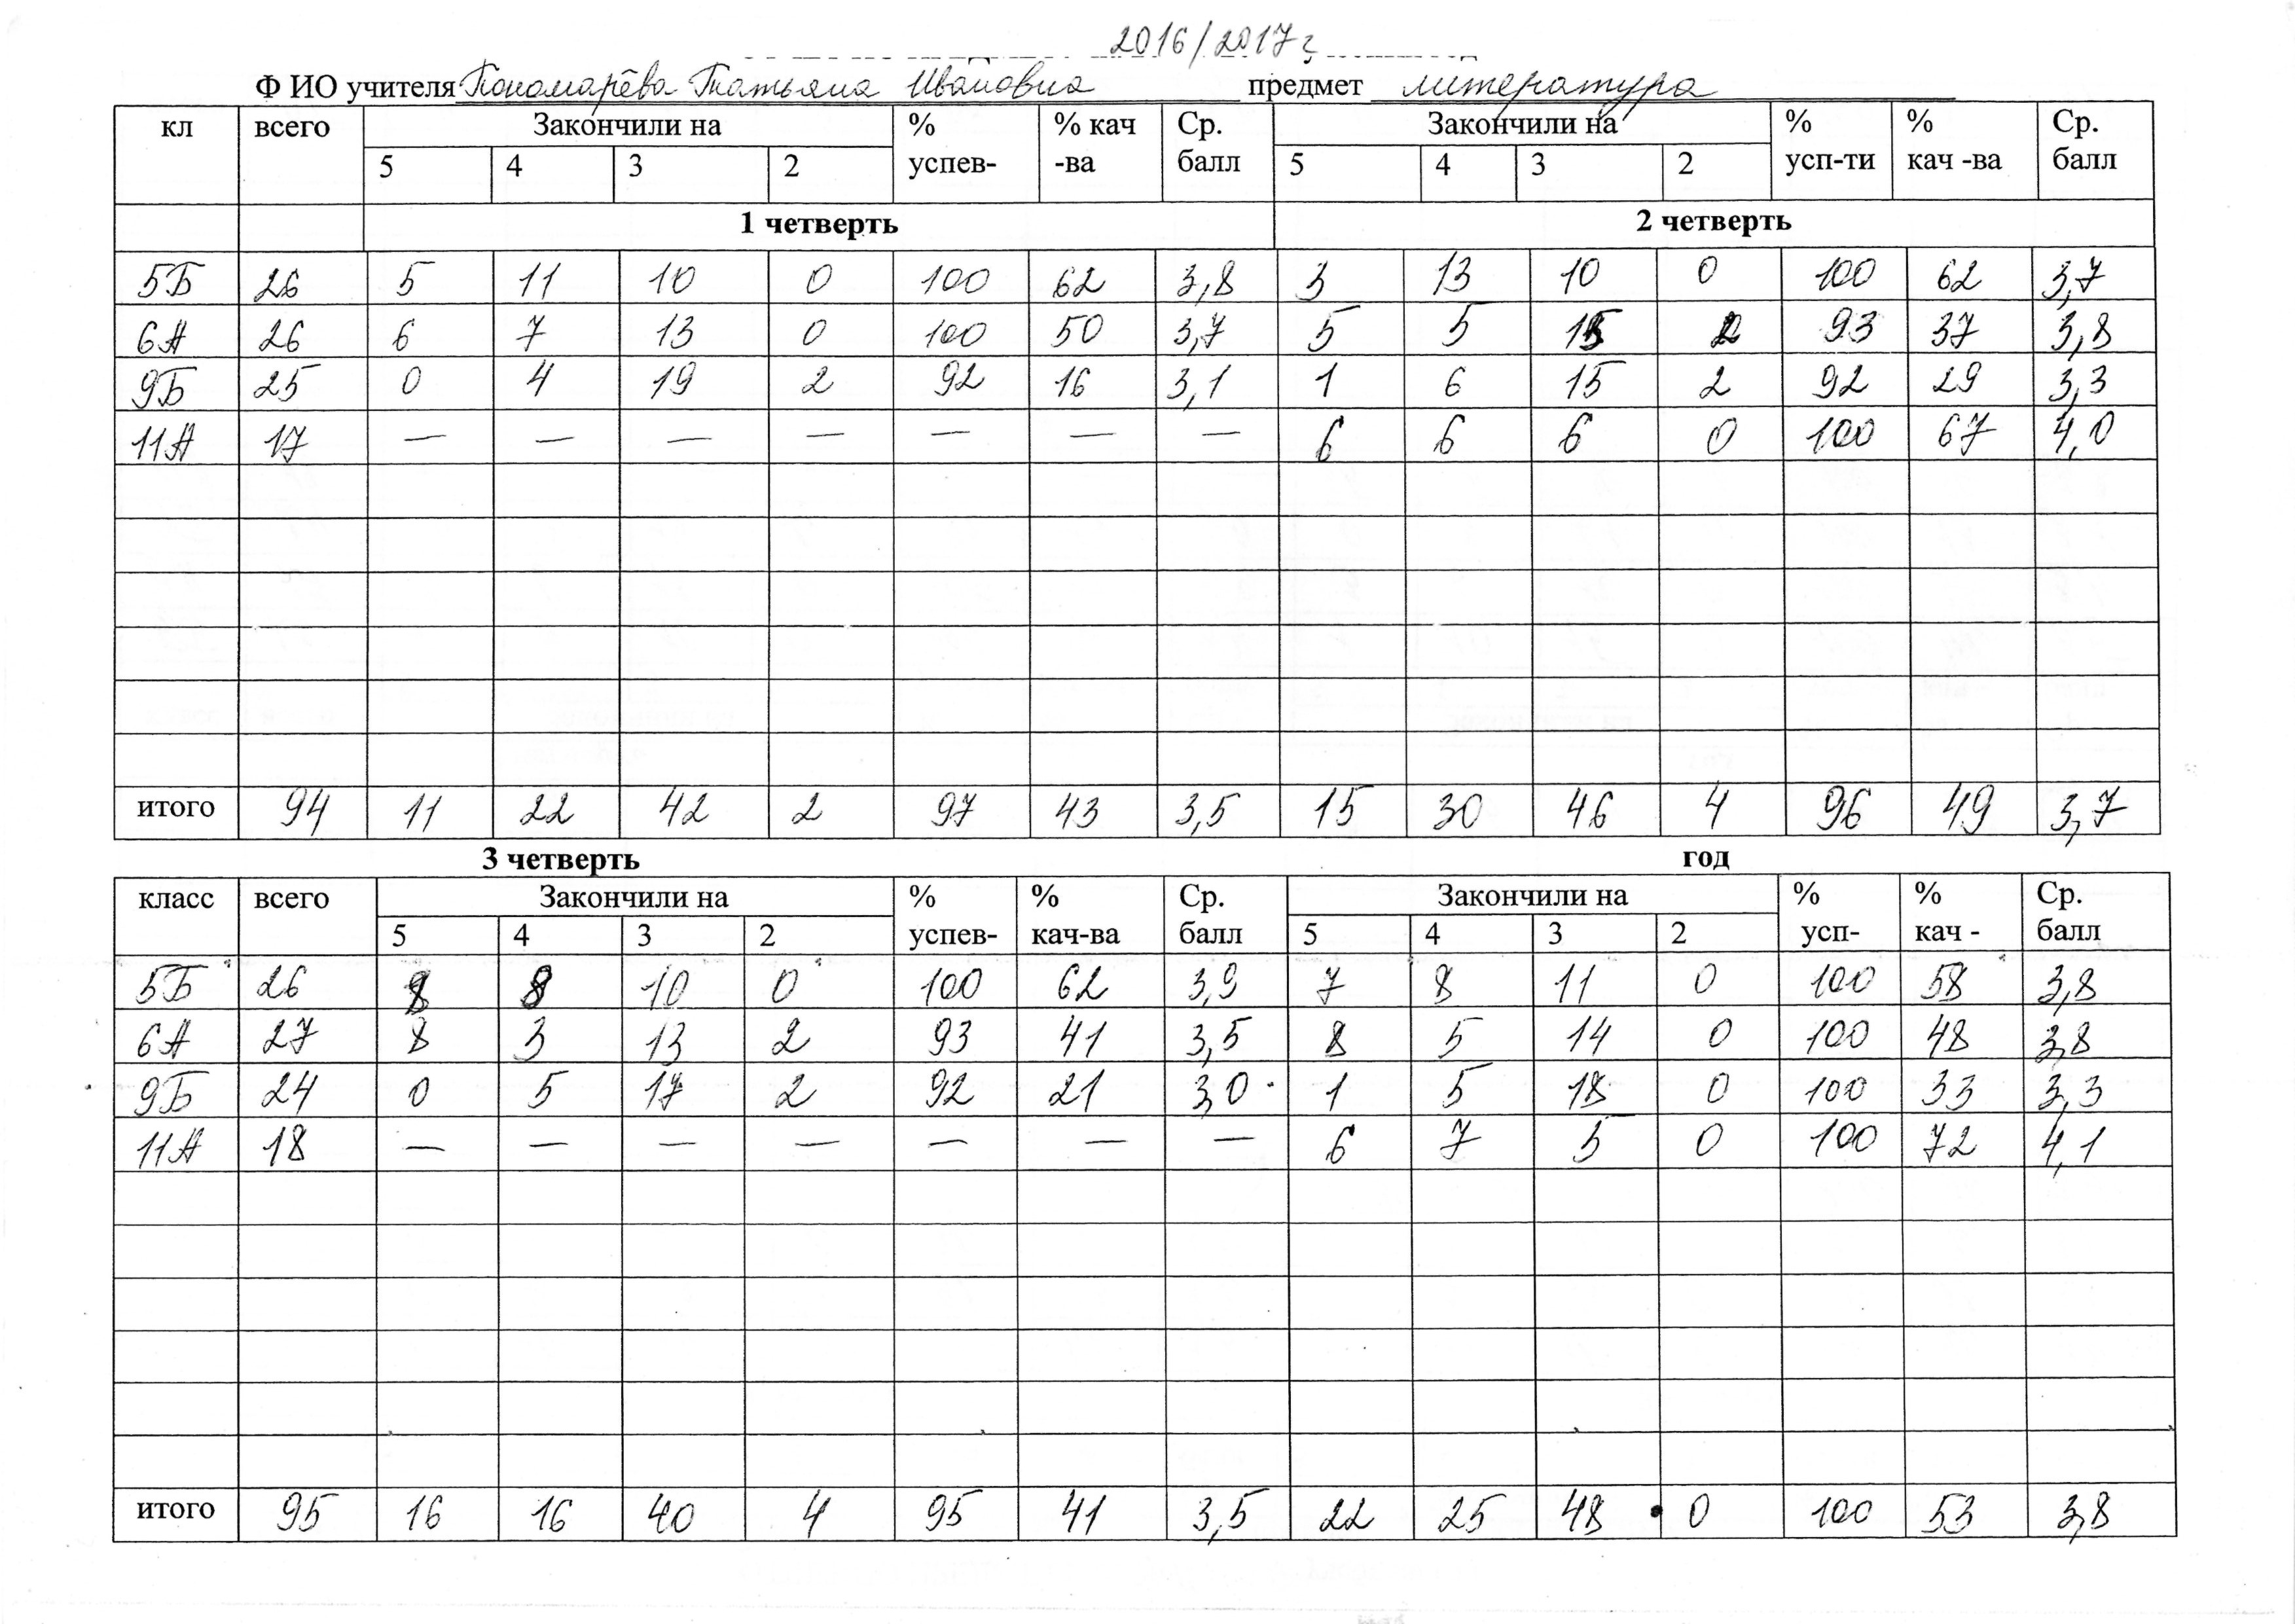 2016/2017 г
Ф ИО учителя Пономарёва Татьяна Ивановна предмет литература
кл всего Закончили на % % кач Ср. Закончили на % % Ср.
5 4 3 2 успев- -ва балл 5 4 3 2 усп-ти кач -ва балл
1 четверть 2 четверть
5Б 26 5 11 10 0 100 62 3,8 3 13 10 0 100 62 3,7
6А 26 6 7 13 0 100 50 3,7 5 5 15 2 93 37 3,8
9Б 25 0 4 19 2 92 16 3,1 1 6 15 2 92 29 3,3
11А 17 — — — — — — — 6 6 6 0 100 67 4,0
итого 94 11 22 42 2 97 43 3,5 15 30 46 4 96 49 3,7
3 четверть год
класс всего Закончили на % % Ср. Закончили на % % Ср.
5 4 3 2 успев- кач-ва балл 5 4 3 2 усп- кач - балл
5Б 26 8 8 10 0 100 62 3,9 7 8 11 0 100 58 3,8
6А 27 8 3 13 2 93 41 3,5 8 5 14 0 100 48 3,8
9Б 24 0 5 17 2 92 21 3,0 1 5 18 0 100 33 3,3
11А 18 — — — — — — — 6 7 5 0 100 72 4,1
итого 95 16 16 40 4 95 41 3,5 22 25 48 0 100 53 3,8